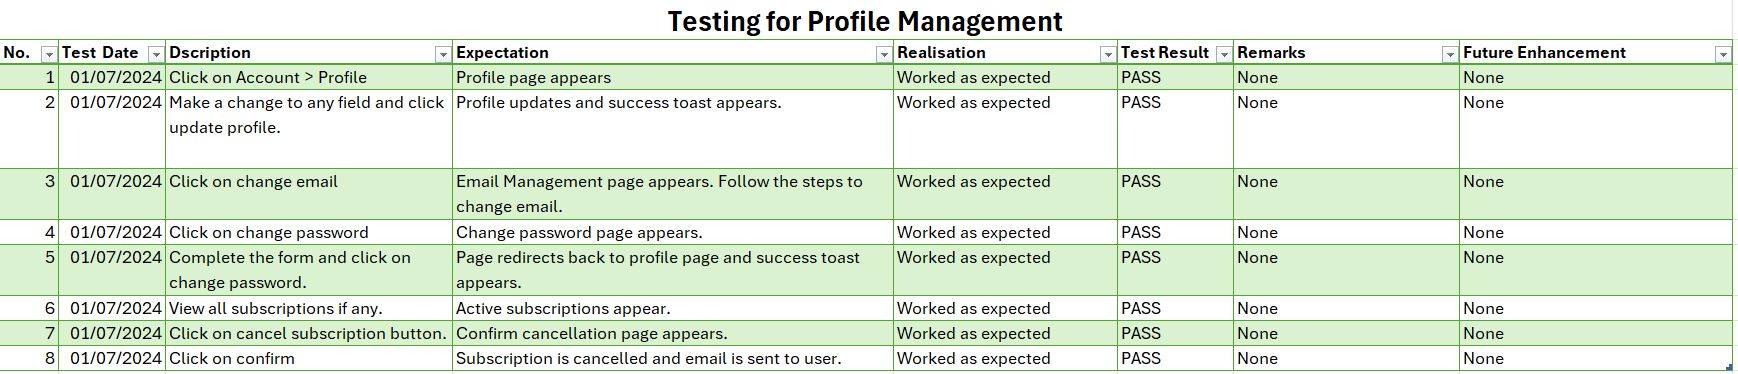 Testing for Profile Management
No. Test Date Dscription Expectation Realisation Test Result Remarks Future Enhancement
1 01/07/2024 Click on Account > Profile Profile page appears Worked as expected PASS None None
2 01/07/2024 Make a change to any field and click Profile updates and success toast appears. Worked as expected PASS None None
update profile.
3 01/07/2024 Click on change email Email Management page appears. Follow the steps to Worked as expected PASS None None
change email.
4 01/07/2024 Click on change password Change password page appears. Worked as expected PASS None None
5 01/07/2024 Complete the form and click on Page redirects back to profile page and success toast Worked as expected PASS None None
change password. appears.
6 01/07/2024 View all subscriptions if any. Active subscriptions appear. Worked as expected PASS None None
7 01/07/2024 Click on cancel subscription button. Confirm cancellation page appears. Worked as expected PASS None None
8 01/07/2024 Click on confirm Subscription is cancelled and email is sent to user. Worked as expected PASS None None